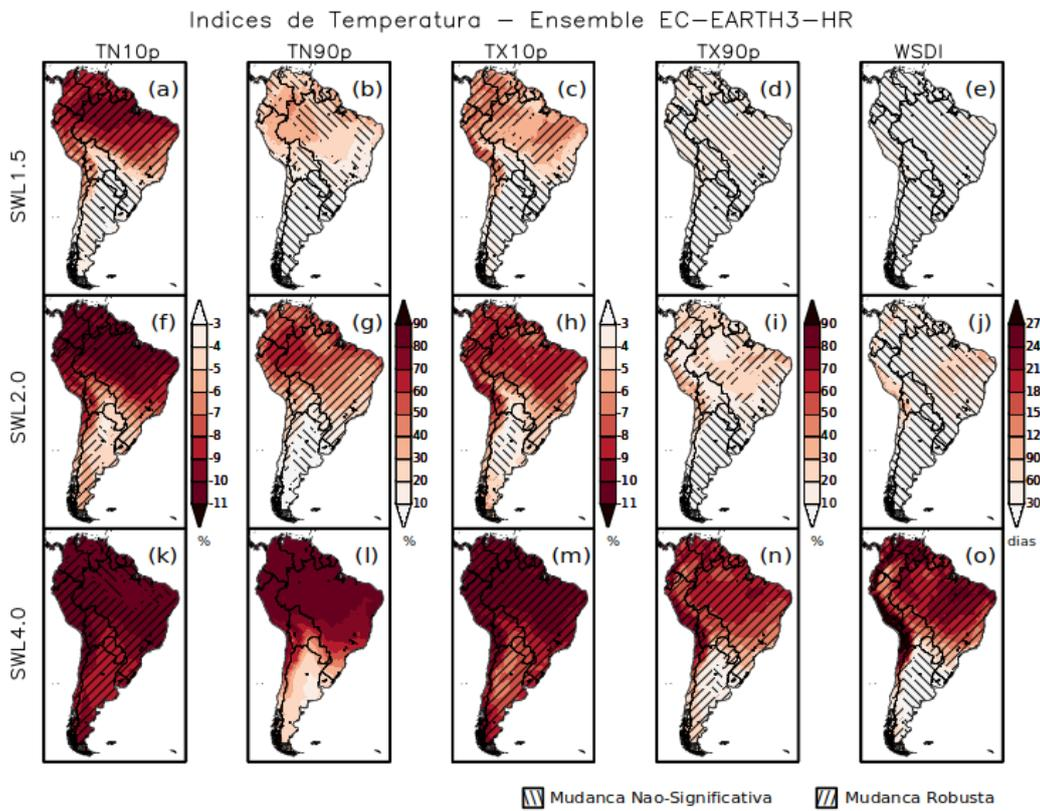 Indices de Temperatura – Ensemble EC-EARTH3-HR
TN10p TN90p TX10p TX90p WSDI
SWL1.5
(a) (b) (c) (d) (e)
SWL2.0
(f) (g) (h) (i) (j)
-3 90 -3 90 27
-4 80 -4 80 24
-5 70 -5 70 21
-6 60 -6 60 18
-7 50 -7 50 15
-8 40 -8 40 12
-9 30 -9 30 90
-10 20 -10 20 60
-11 10 -11 10 30
% % % % dias
SWL4.0
(k) (l) (m) (n) (o)
Mudanca Nao-Significativa Mudanca Robusta